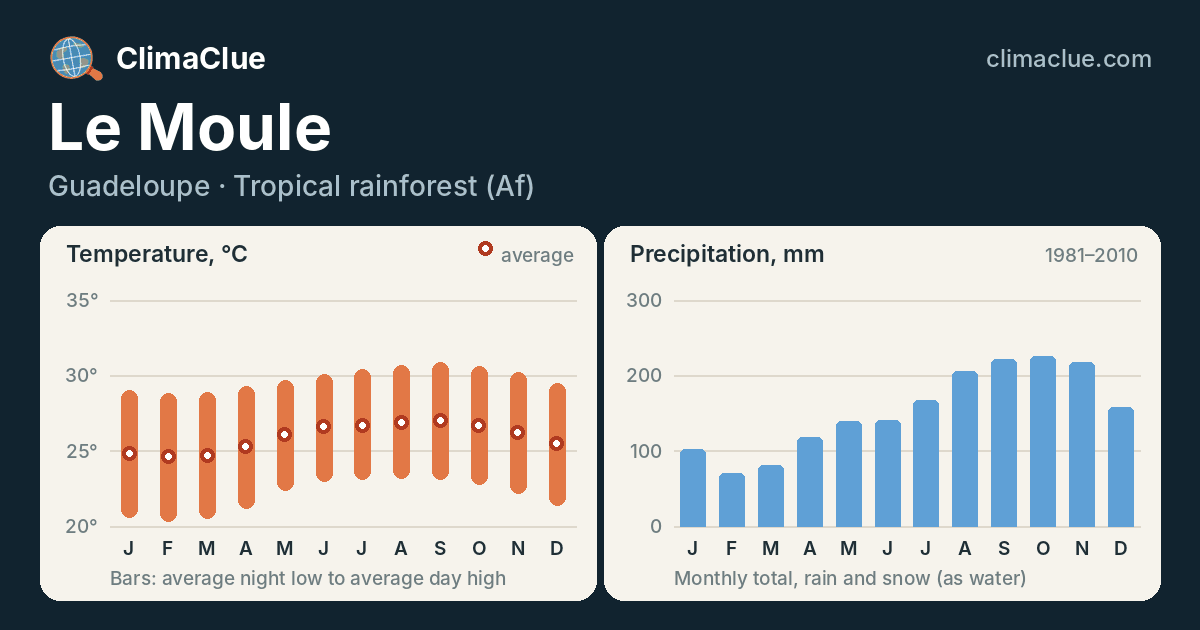 ClimaClue
climaclue.com
Le Moule
Guadeloupe · Tropical rainforest (Af)
Temperature, °C
average
35°
30°
25°
20°
J F M A M J J A S O N D
Bars: average night low to average day high
Precipitation, mm
1981–2010
300
200
100
0
J F M A M J J A S O N D
Monthly total, rain and snow (as water)